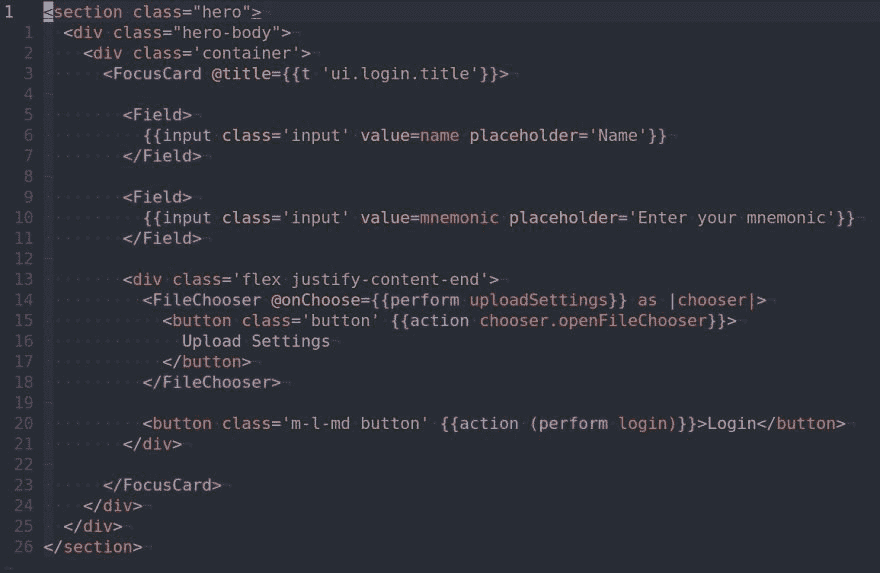 1 <section class="hero">
1 <div class="hero-body">
2 <div class='container'>
3 <FocusCard @title={{t 'ui.login.title'}}>
4
5 <Field>
6 {{input class='input' value=name placeholder='Name'}}
7 </Field>
8
9 <Field>
10 {{input class='input' value=mnemonic placeholder='Enter your mnemonic'}}
11 </Field>
12
13 <div class='flex justify-content-end'>
14 <FileChooser @onChoose={{perform uploadSettings}} as |chooser|>
15 <button class='button' {{action chooser.openFileChooser}}>
16 Upload Settings
17 </button>
18 </FileChooser>
19
20 <button class='m-l-md button' {{action (perform login)}}>Login</button>
21 </div>
22
23 </FocusCard>
24 </div>
25 </div>
26 </section>